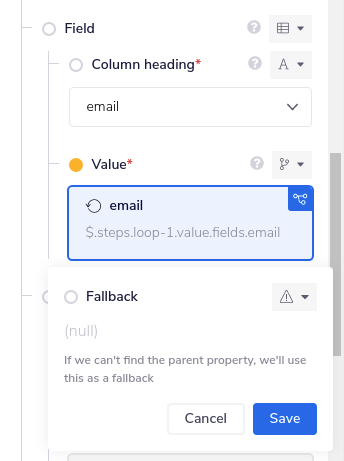 Field
Column heading*
A
email
Value*
email
$.steps.loop-1.value.fields.email
Fallback
(null)
If we can't find the parent property, we'll use
this as a fallback
Cancel Save